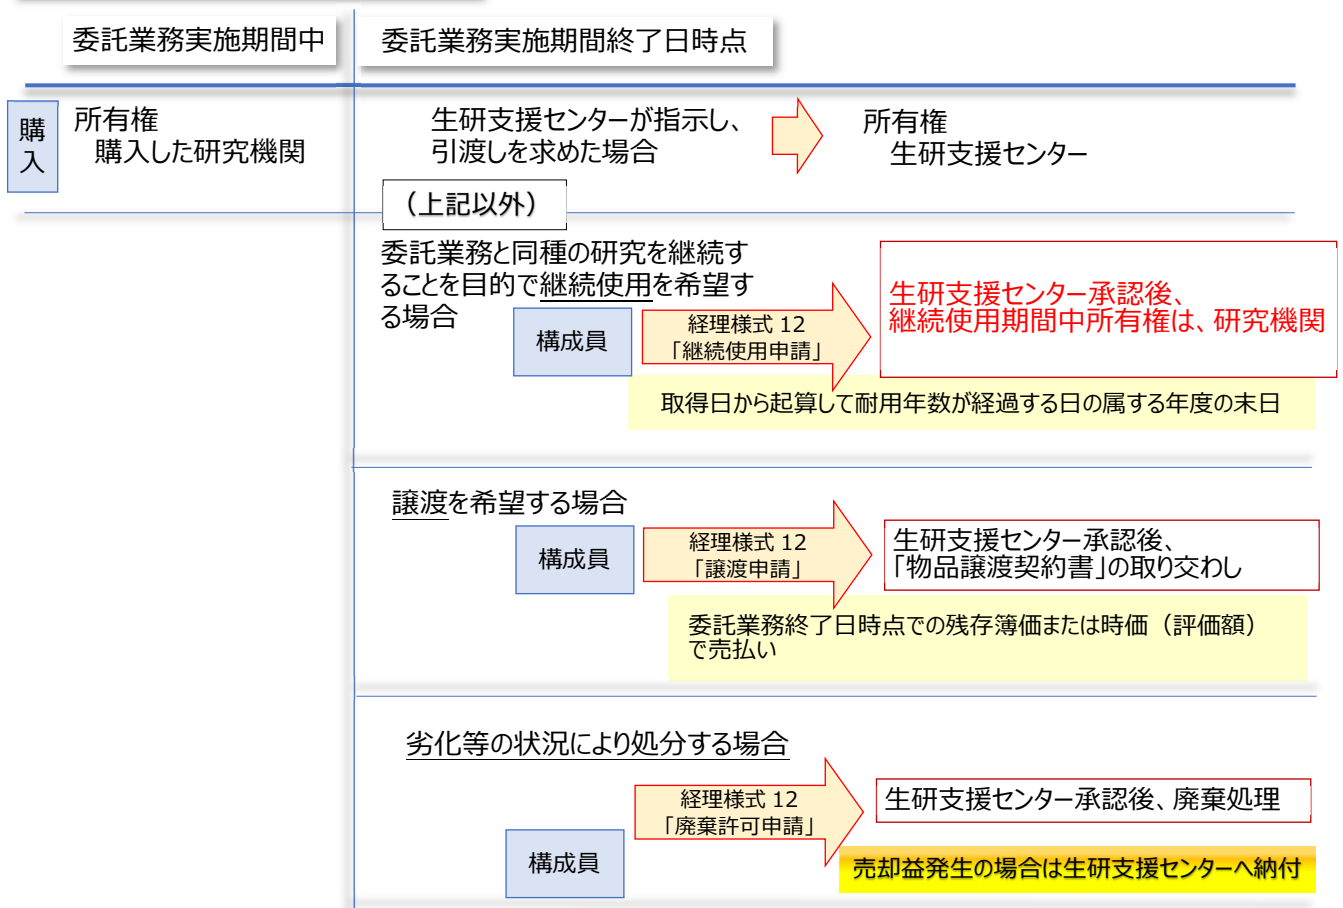 委託業務実施期間中
委託業務実施期間終了日時点
購入
所有権
購入した研究機関
生研支援センターが指示し、
引渡しを求めた場合
所有権
生研支援センター
（上記以外）
委託業務と同種の研究を継続す
ることを目的で継続使用を希望す
る場合
構成員
経理様式 12
「継続使用申請」
生研支援センター承認後、
継続使用期間中所有権は、研究機関
取得日から起算して耐用年数が経過する日の属する年度の末日
譲渡を希望する場合
構成員
経理様式 12
「譲渡申請」
生研支援センター承認後、
「物品譲渡契約書」の取り交わし
委託業務終了日時点での残存簿価または時価（評価額）
で売払い
劣化等の状況により処分する場合
構成員
経理様式 12
「廃棄許可申請」
生研支援センター承認後、廃棄処理
売却益発生の場合は生研支援センターへ納付